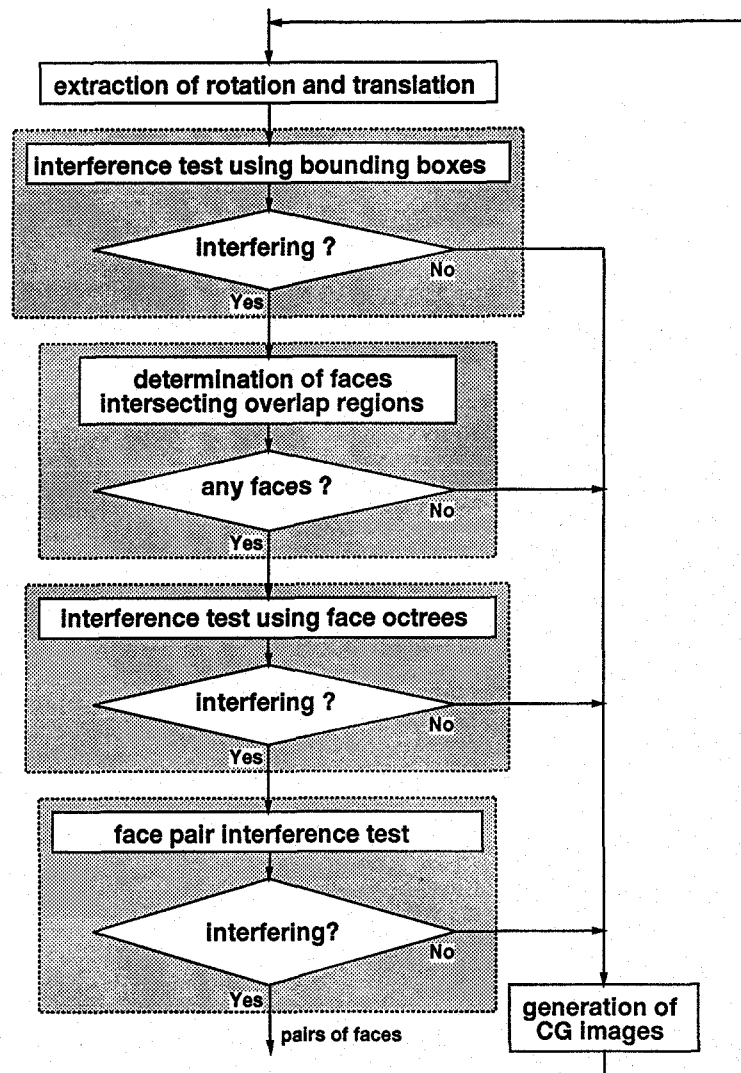 extraction of rotation and translation
interference test using bounding boxes
interfering ?
No
Yes
determination of faces
intersecting overlap regions
any faces ?
No
Yes
interference test using face octrees
interfering ?
No
Yes
face pair interference test
interfering?
No
Yes
pairs of faces
generation of
CG images